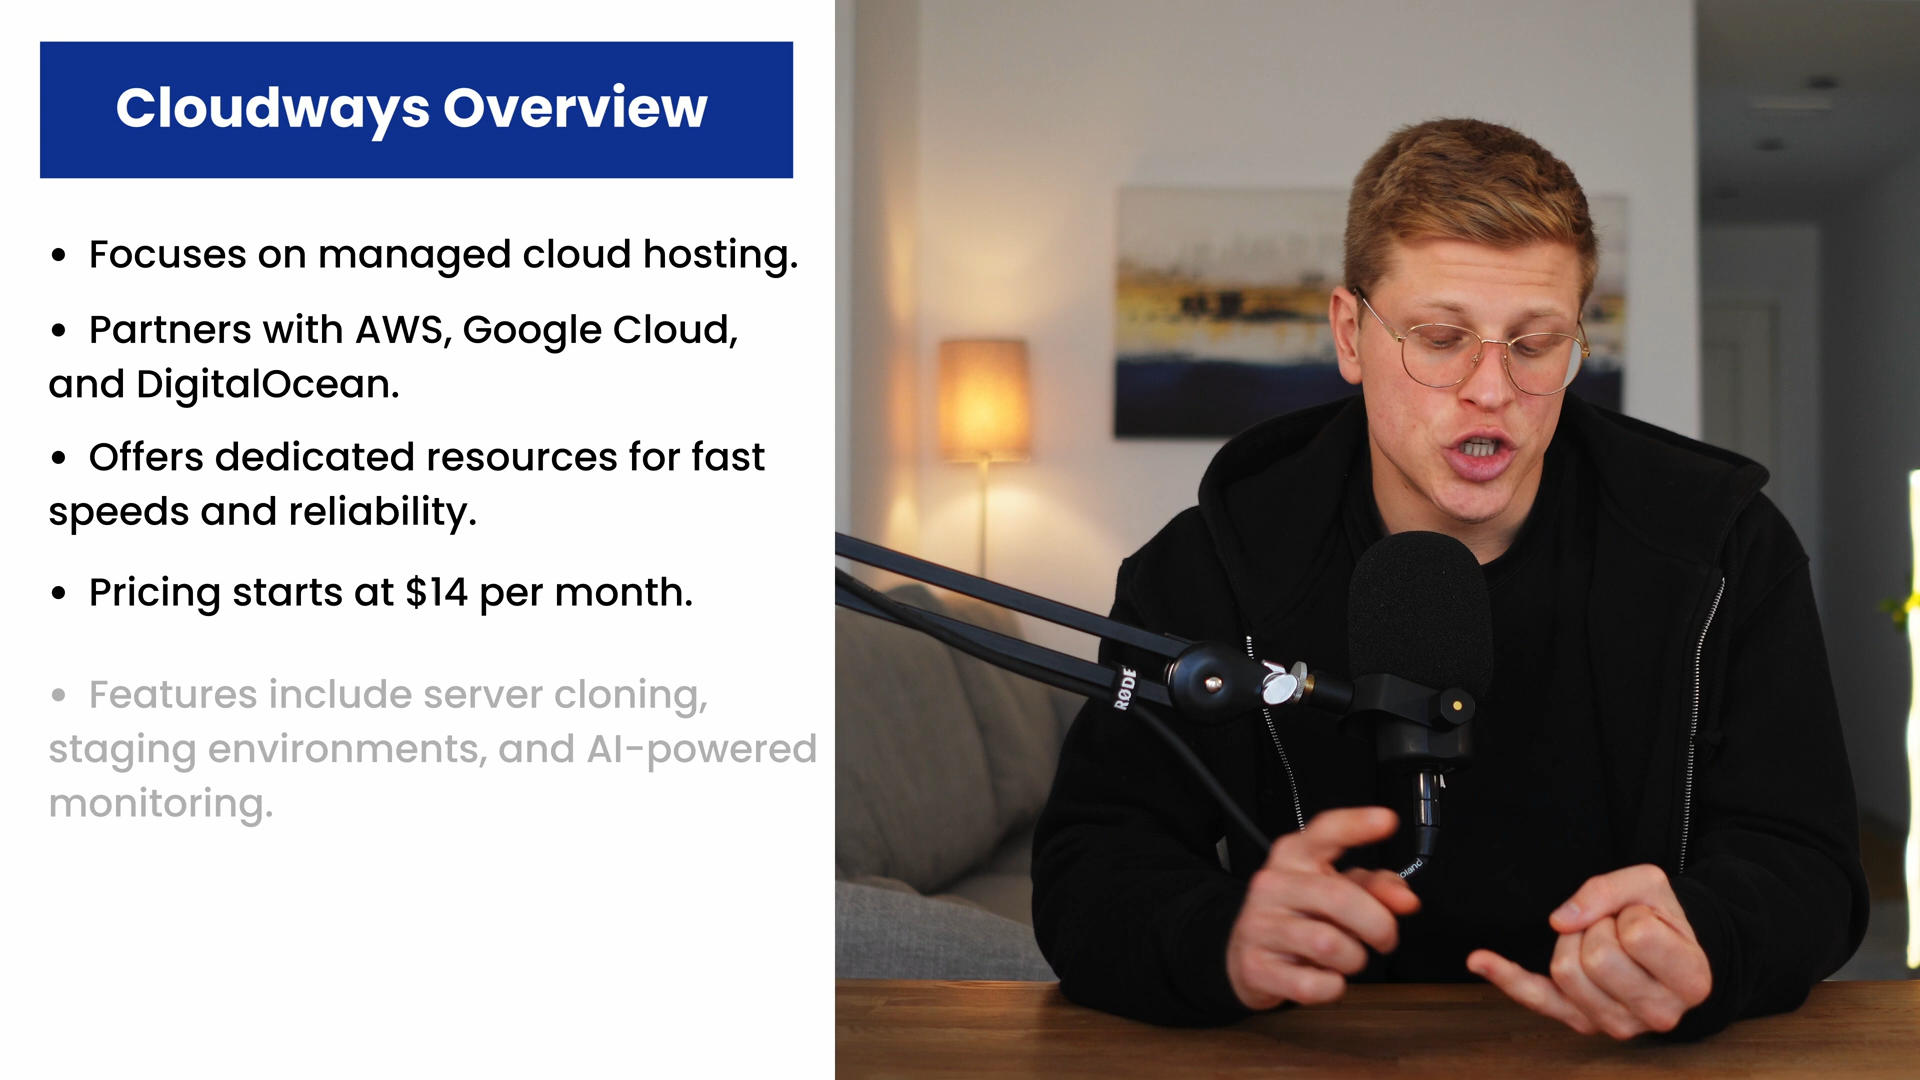 Cloudways Overview
• Focuses on managed cloud hosting.
• Partners with AWS, Google Cloud,
and DigitalOcean.
• Offers dedicated resources for fast
speeds and reliability.
• Pricing starts at $14 per month.
• Features include server cloning,
staging environments, and AI-powered
monitoring.
RØDE
oland